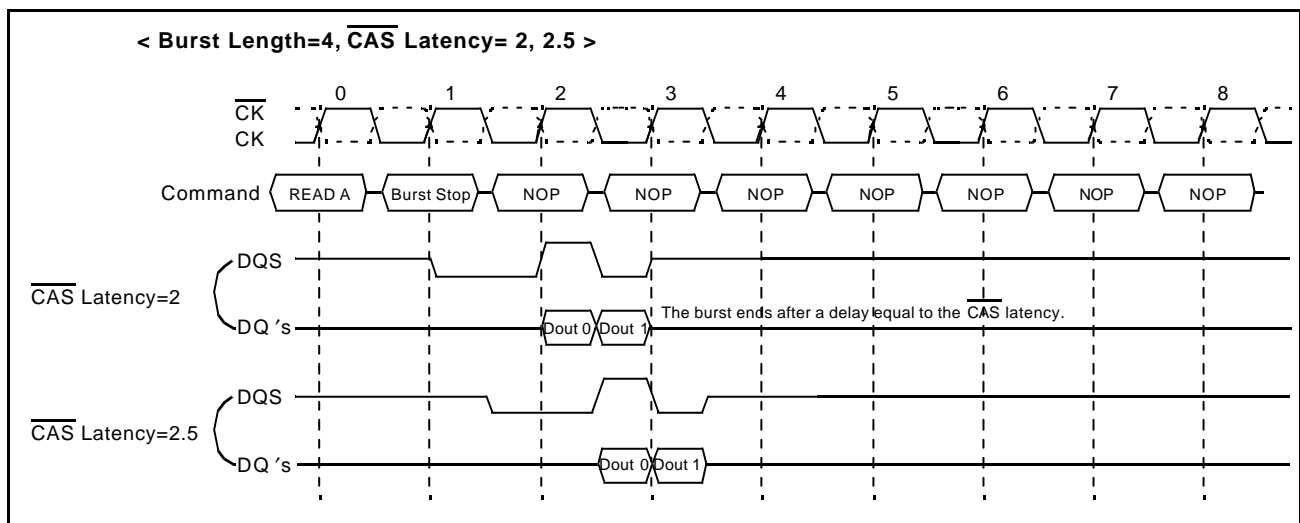 < Burst Length=4, CAS Latency= 2, 2.5 >
0 1 2 3 4 5 6 7 8
CK
CK
Command READ A Burst Stop NOP NOP NOP NOP NOP NOP NOP
DQS
CAS Latency=2
The burst ends after a delay equal to the CAS latency.
DQ 's Dout 0 Dout 1
DQS
CAS Latency=2.5
DQ 's Dout 0 Dout 1